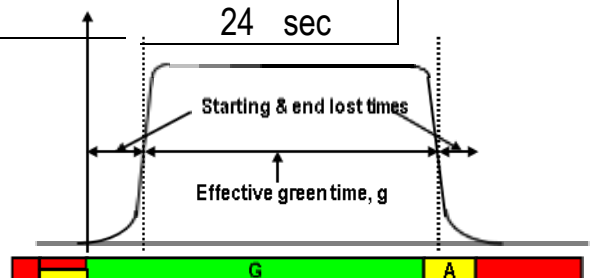 24 sec
Starting & end lost times
Effective green time, g
G A